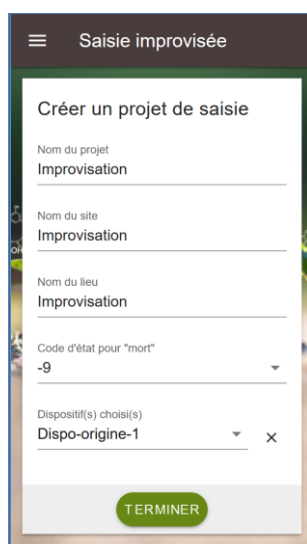 Saisie improvisée
Créer un projet de saisie
Nom du projet
Improvisation
Nom du site
Improvisation
Nom du lieu
Improvisation
Code d'état pour "mort"
-9
Dispositif(s) choisi(s)
Dispo-origine-1
TERMINER